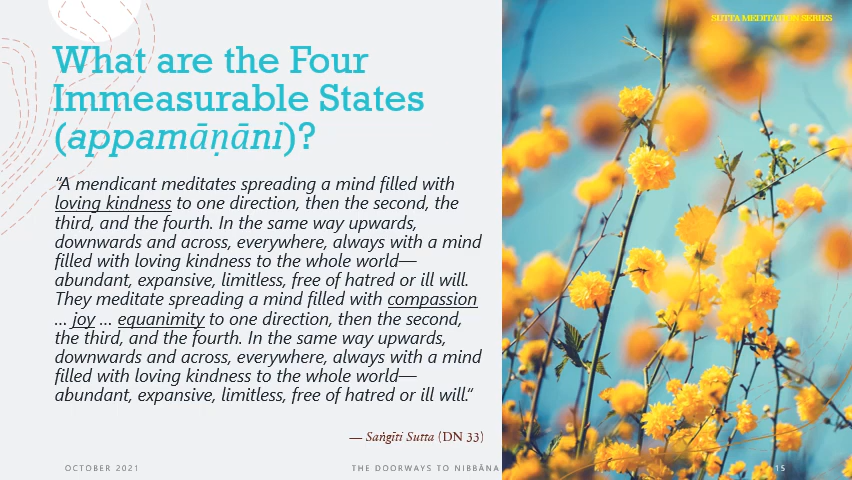 SUTTA MEDITATION SERIES
What are the Four
Immeasurable States
(appamāṇāni)?
“A mendicant meditates spreading a mind filled with
loving kindness to one direction, then the second, the
third, and the fourth. In the same way upwards,
downwards and across, everywhere, always with a mind
filled with loving kindness to the whole world—
abundant, expansive, limitless, free of hatred or ill will.
They meditate spreading a mind filled with compassion
... joy ... equanimity to one direction, then the second,
the third, and the fourth. In the same way upwards,
downwards and across, everywhere, always with a mind
filled with loving kindness to the whole world—
abundant, expansive, limitless, free of hatred or ill will.“
— Saṅgīti Sutta (DN 33)
OCTOBER 2021
THE DOORWAYS TO NIBBĀNA
15